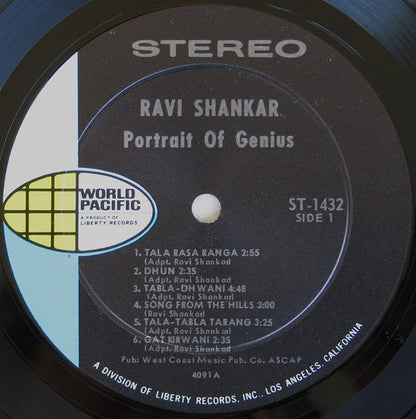 STEREO
RAVI SHANKAR
Portrait Of Genius
WORLD
PACIFIC
A PRODUCT OF
LIBERTY RECORDS
ST-1432
SIDE 1
1. TALA RASA RANGA 2:55
(Adpt. Ravi Shankar)
2. DHUN 2:35
(Adpt. Ravi Shankar)
3. TABLA-DHWANI 4:48
(Adpt. Ravi Shankar)
4. SONG FROM THE HILLS 3:00
(Ravi Shankar)
5. TALA-TABLA TARANG 3:25
(Adpt. Ravi Shankar)
6. GAT KIRWANI 2:35
(Adpt. Ravi Shankar)
Pub: West Coast Music Pub. Co. ASCAP
4091A
A DIVISION OF LIBERTY RECORDS, INC., LOS ANGELES, CALIFORNIA